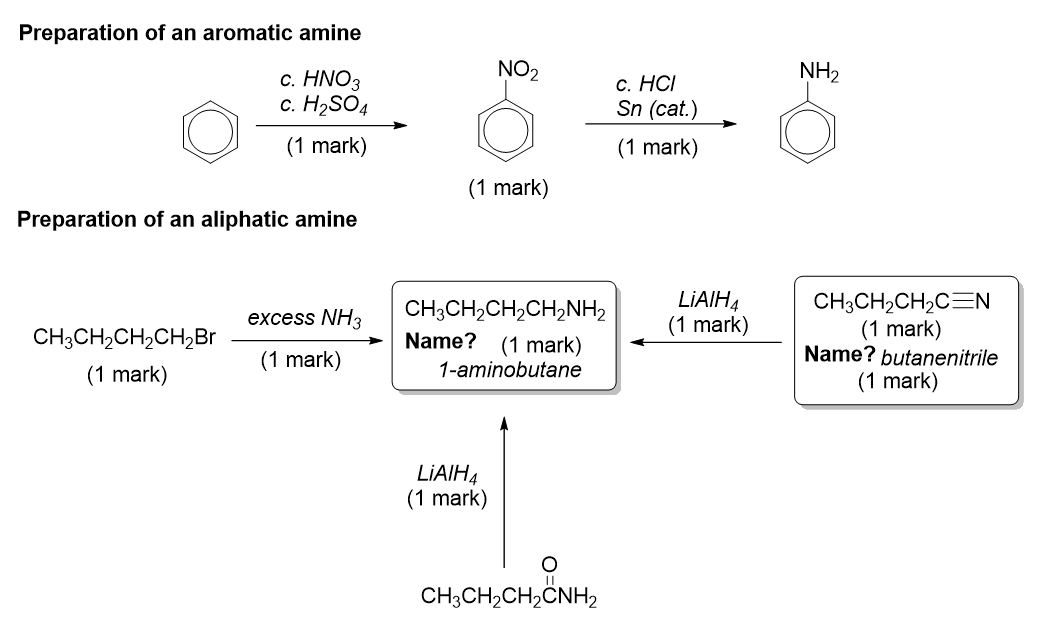 Preparation of an aromatic amine
c. HNO₃
c. H₂SO₄
(1 mark)
NO₂
(1 mark)
c. HCl
Sn (cat.)
(1 mark)
NH₂
Preparation of an aliphatic amine
CH₃CH₂CH₂CH₂Br
(1 mark)
excess NH₃
(1 mark)
CH₃CH₂CH₂CH₂NH₂
Name? (1 mark)
1-aminobutane
LiAlH₄
(1 mark)
CH₃CH₂CH₂C≡N
(1 mark)
Name? butanenitrile
(1 mark)
LiAlH₄
(1 mark)
O
CH₃CH₂CH₂CNH₂